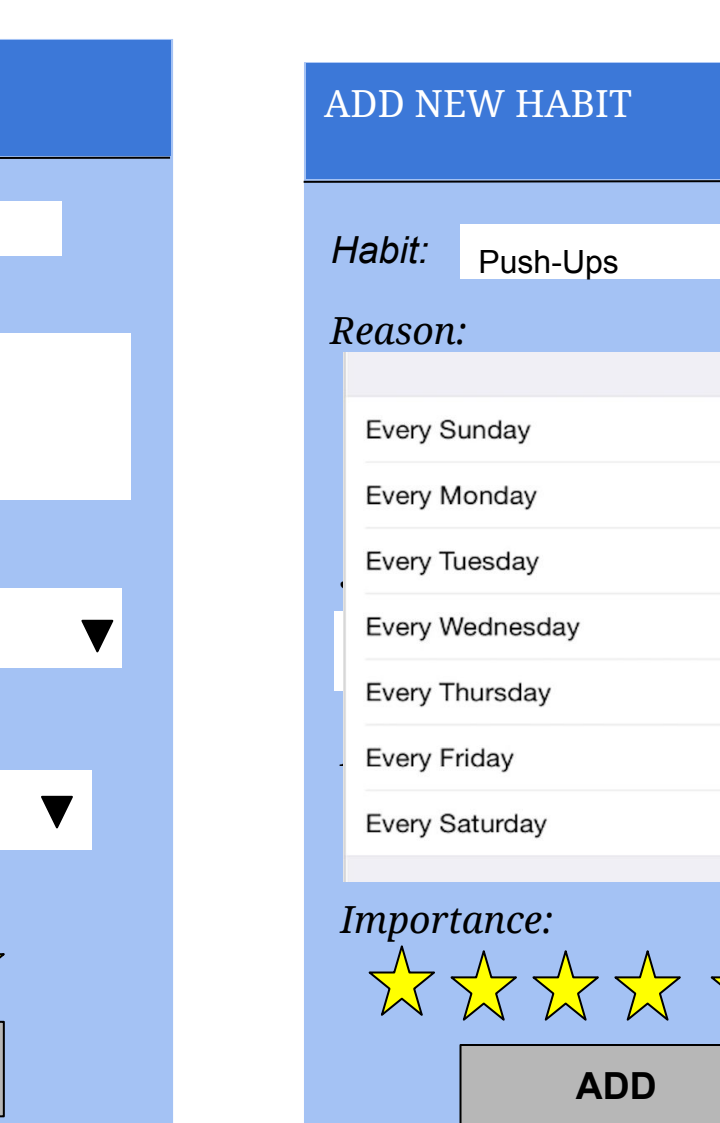 ADD NEW HABIT
Habit:
Push-Ups
Reason:
Every Sunday
Every Monday
Every Tuesday
Every Wednesday
Every Thursday
Every Friday
Every Saturday
Importance:
ADD